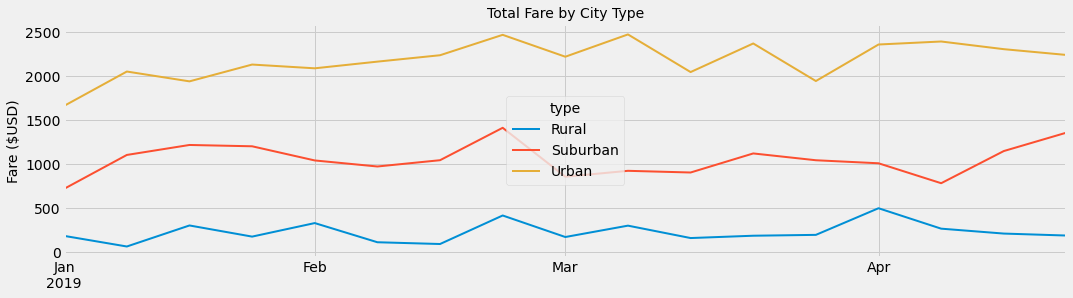 Total Fare by City Type
Fare ($USD)
2500
2000
1500
1000
500
0
type
Rural
Suburban
Urban
Jan
2019
Feb
Mar
Apr